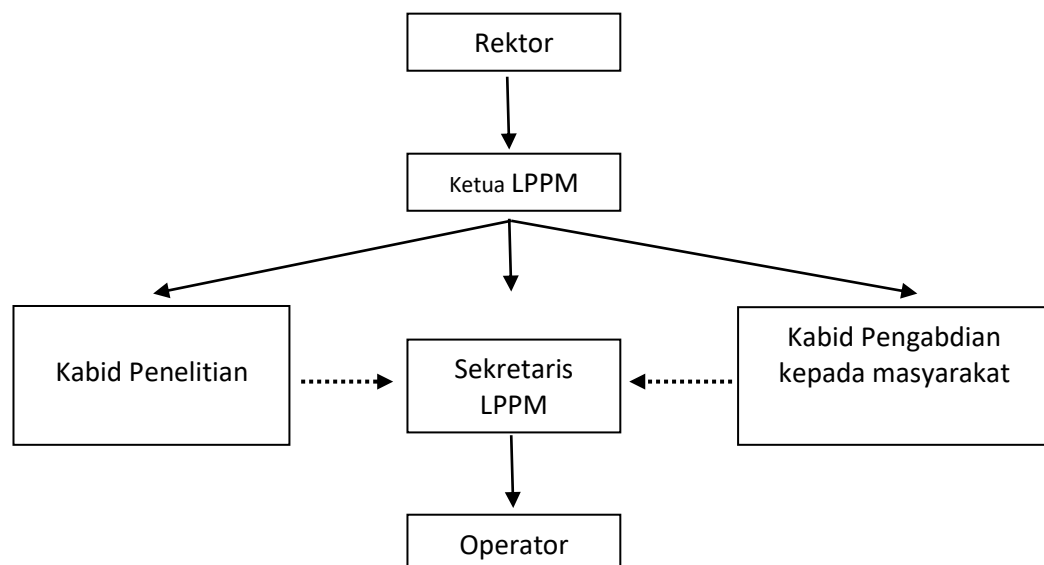 Rektor
Ketua LPPM
Kabid Penelitian
Sekretaris
LPPM
Kabid Pengabdian
kepada masyarakat
Operator